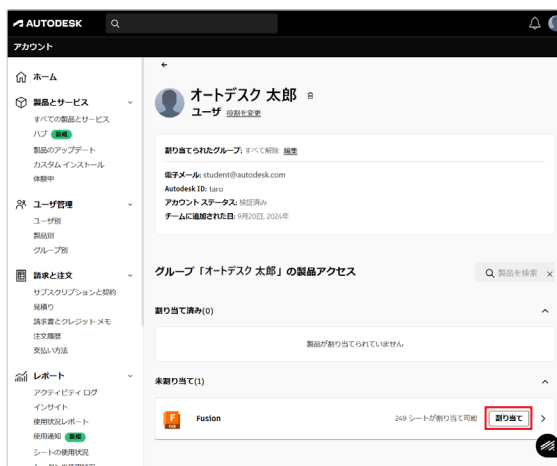 AUTODESK
アカウント
ホーム
製品とサービス
すべての製品とサービス
ハブ 新規
製品のアップデート
カスタム インストール
体験中
ユーザ管理
ユーザ別
製品別
グループ別
請求と注文
サブスクリプションと契約
見積り
請求書とクレジット メモ
注文履歴
支払い方法
レポート
アクティビティ ログ
インサイト
使用状況レポート
使用通知 新規
シートの使用状況
オートデスク 太郎
ユーザ 役割を変更
割り当てられたグループ: すべて解除 編集
電子メール: student@autodesk.com
Autodesk ID: taro
アカウント ステータス: 検証済み
チームに追加された日: 9月20日, 2024年
グループ「オートデスク 太郎」の製品アクセス
製品を検索
割り当て済み(0)
製品が割り当てられていません
未割り当て(1)
F
FUS
Fusion
249 シートが割り当て可能
割り当て